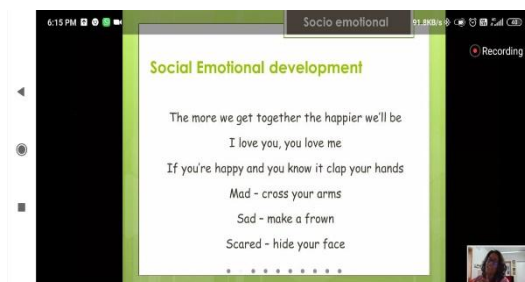 6:15 PM
Socio emotional
91.8KB/s
Recording
Social Emotional development
The more we get together the happier we'll be
I love you, you love me
If you're happy and you know it clap your hands
Mad - cross your arms
Sad - make a frown
Scared - hide your face